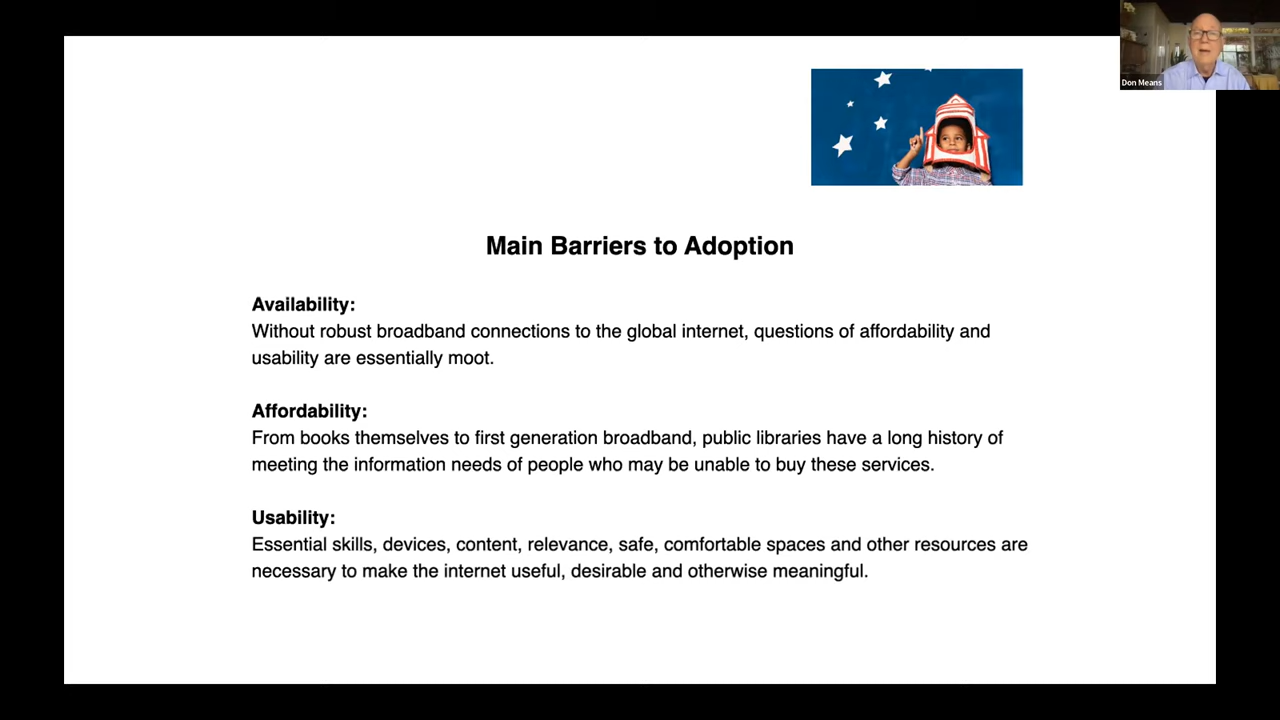 Don Means
Main Barriers to Adoption
Availability:
Without robust broadband connections to the global internet, questions of affordability and
usability are essentially moot.
Affordability:
From books themselves to first generation broadband, public libraries have a long history of
meeting the information needs of people who may be unable to buy these services.
Usability:
Essential skills, devices, content, relevance, safe, comfortable spaces and other resources are
necessary to make the internet useful, desirable and otherwise meaningful.